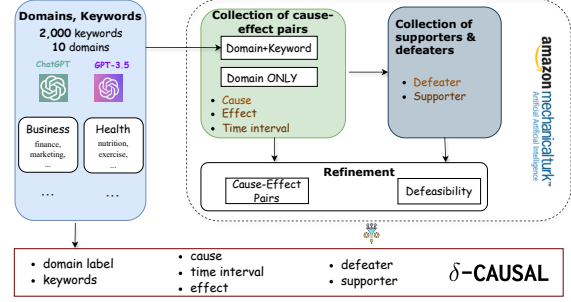 Domains, Keywords
2,000 keywords
10 domains
ChatGPT
GPT-3.5
Business
finance,
marketing,
...
Health
nutrition,
exercise,
...
...
...
Collection of cause-
effect pairs
Domain+Keyword
Domain ONLY
• Cause
• Effect
• Time interval
Collection of
supporters &
defeaters
• Defeater
• Supporter
amazon mechanicalturk™
Artificial Artificial Intelligence
Refinement
Cause-Effect
Pairs
Defeasibility
• domain label
• keywords
• cause
• time interval
• effect
• defeater
• supporter
δ-CAUSAL